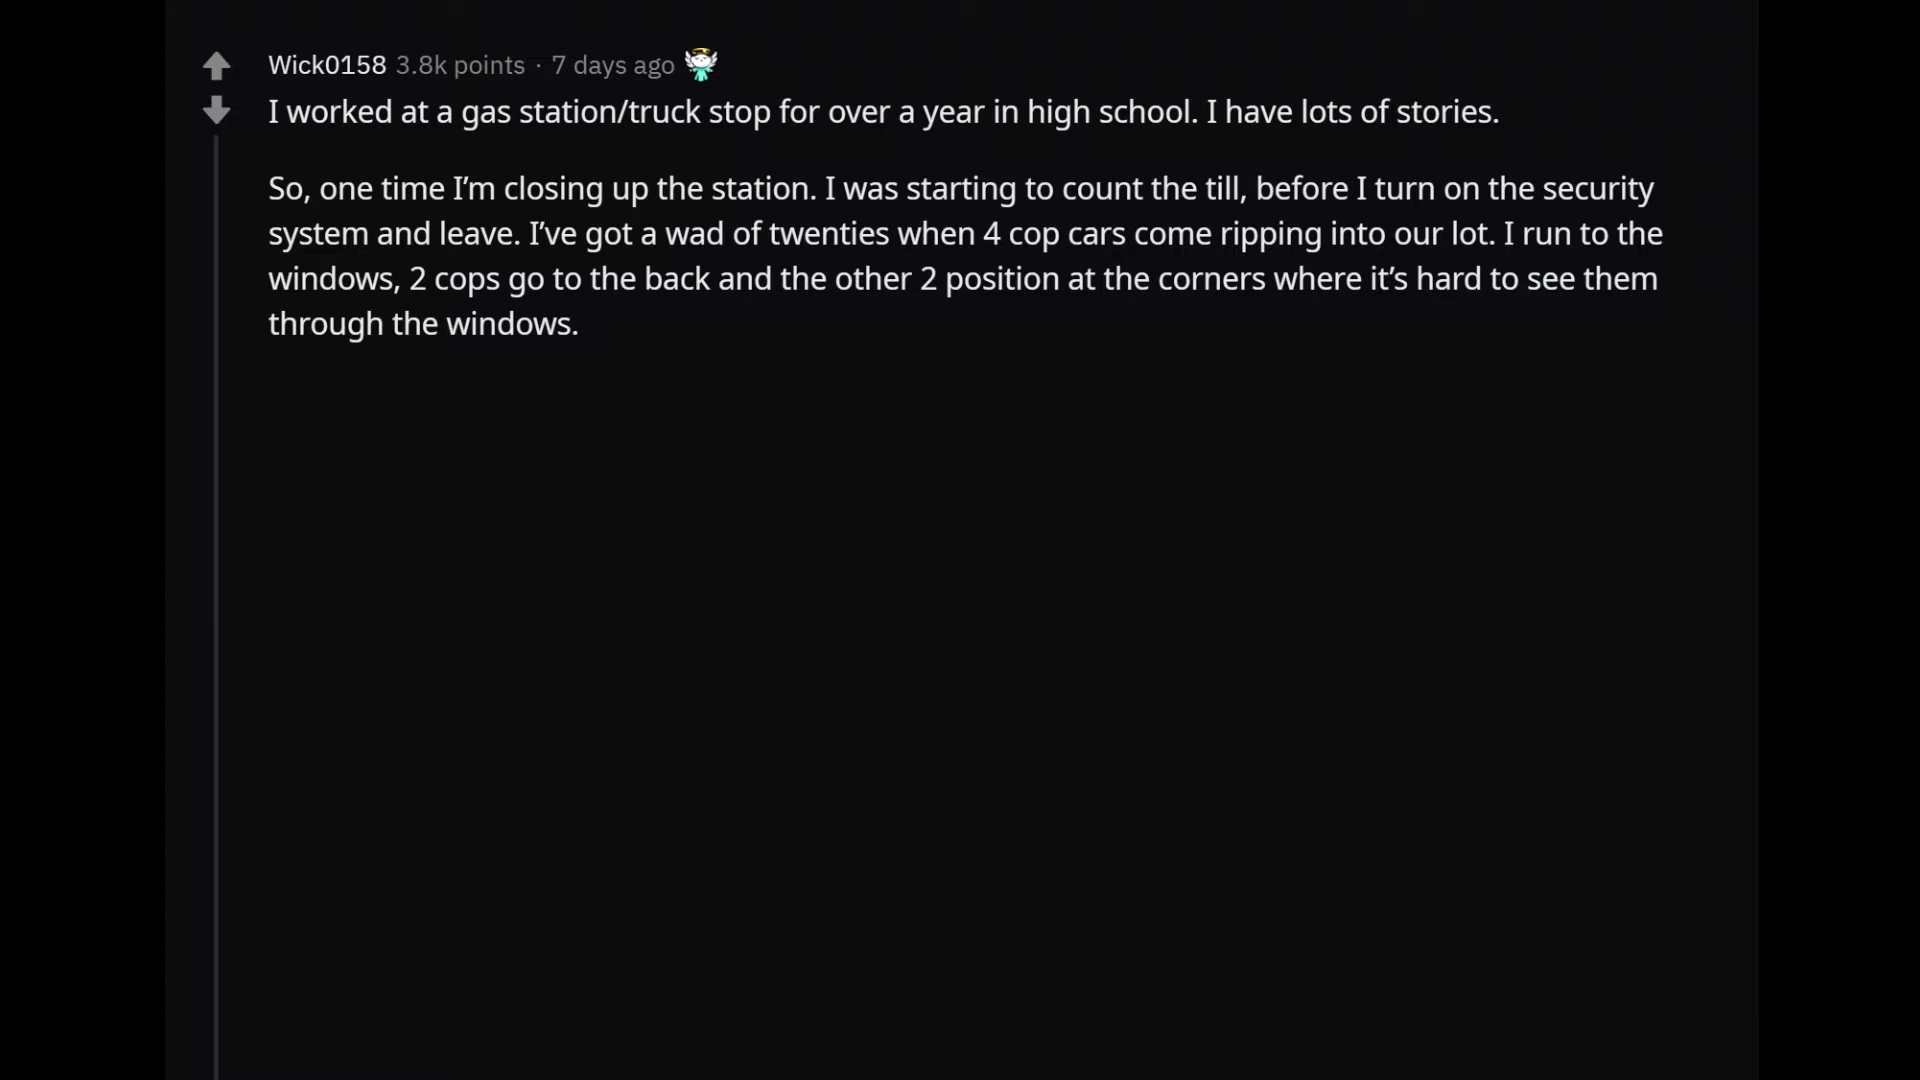 Wick0158 3.8k points · 7 days ago
I worked at a gas station/truck stop for over a year in high school. I have lots of stories.
So, one time I’m closing up the station. I was starting to count the till, before I turn on the security
system and leave. I’ve got a wad of twenties when 4 cop cars come ripping into our lot. I run to the
windows, 2 cops go to the back and the other 2 position at the corners where it’s hard to see them
through the windows.